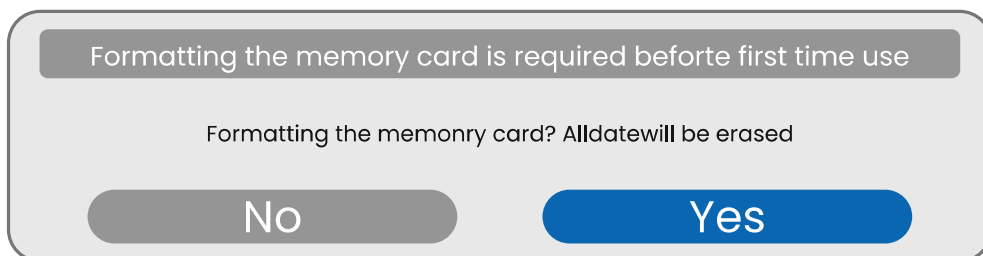 Formatting the memory card is required beforte first time use
Formatting the memonry card? Alldatewill be erased
No
Yes